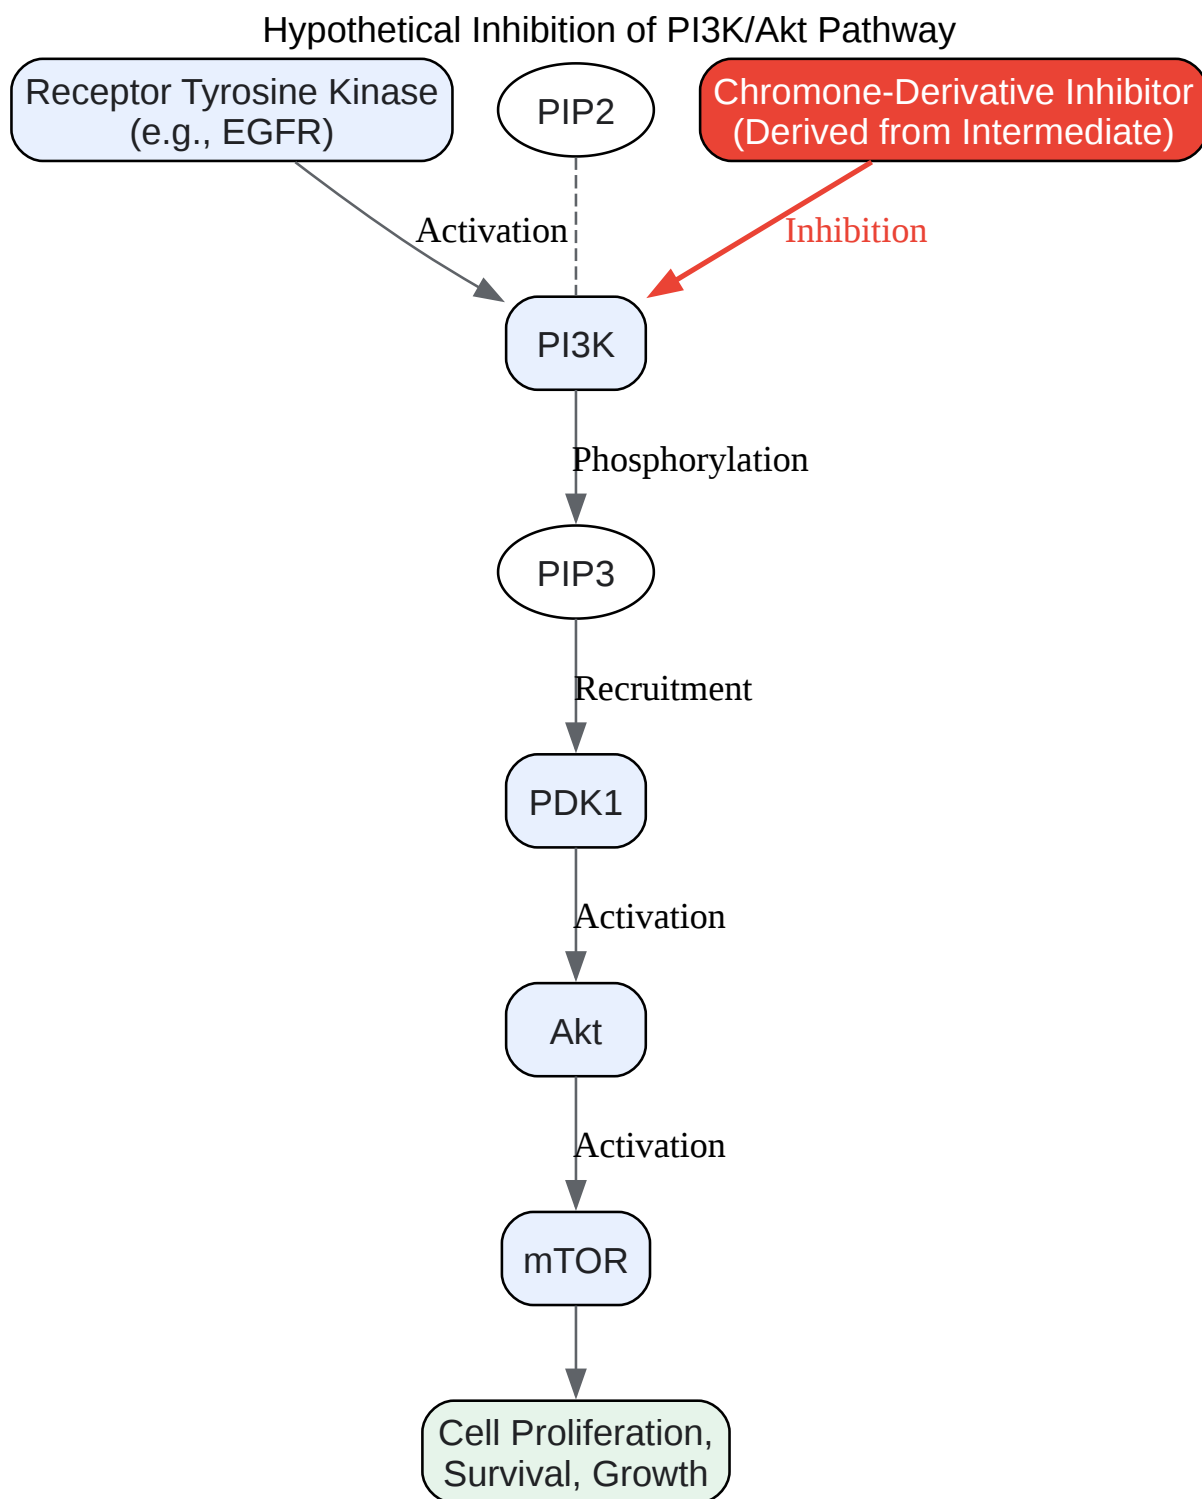 Hypothetical Inhibition of PI3K/Akt Pathway
Receptor Tyrosine Kinase
(e.g., EGFR)
PIP2
Chromone-Derivative Inhibitor
(Derived from Intermediate)
Activation
Inhibition
PI3K
Phosphorylation
PIP3
Recruitment
PDK1
Activation
Akt
Activation
mTOR
Cell Proliferation,
Survival, Growth